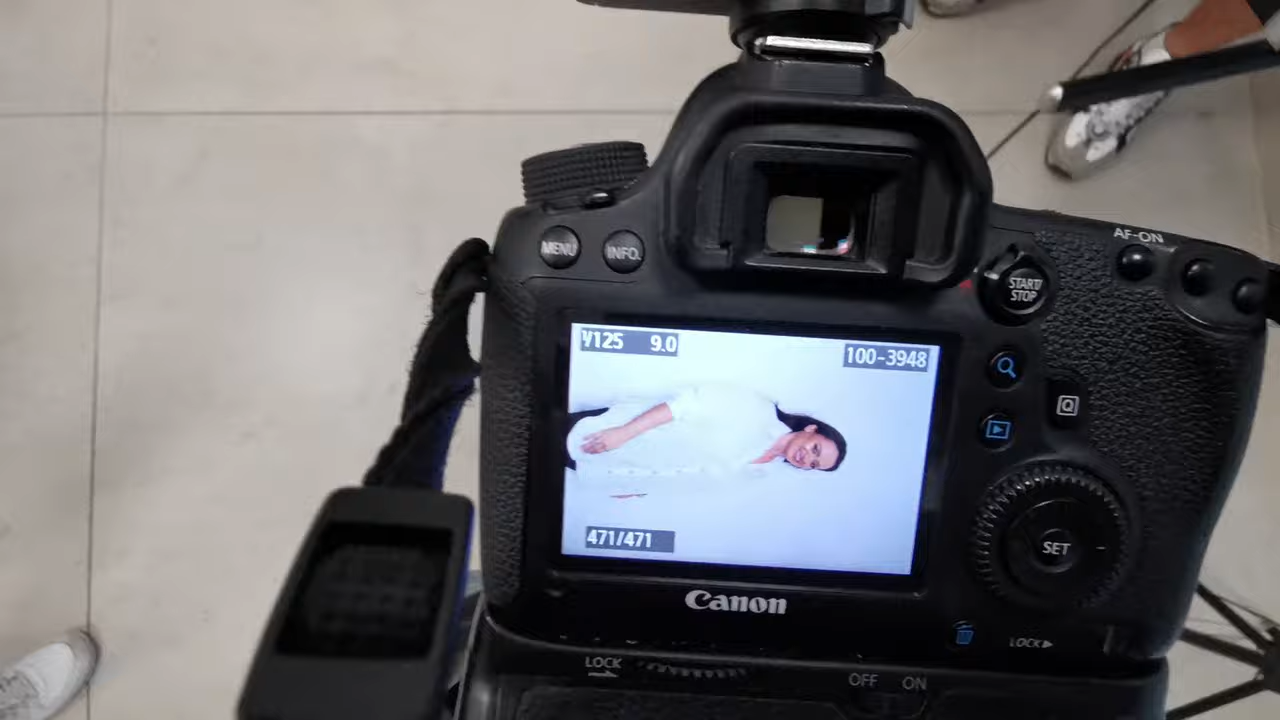 AF-ON
MENU INFO.
START/
STOP
1/125 9.0 100-3948
Q
471/471
SET
Canon
LOCK▶
LOCK
OFF ON